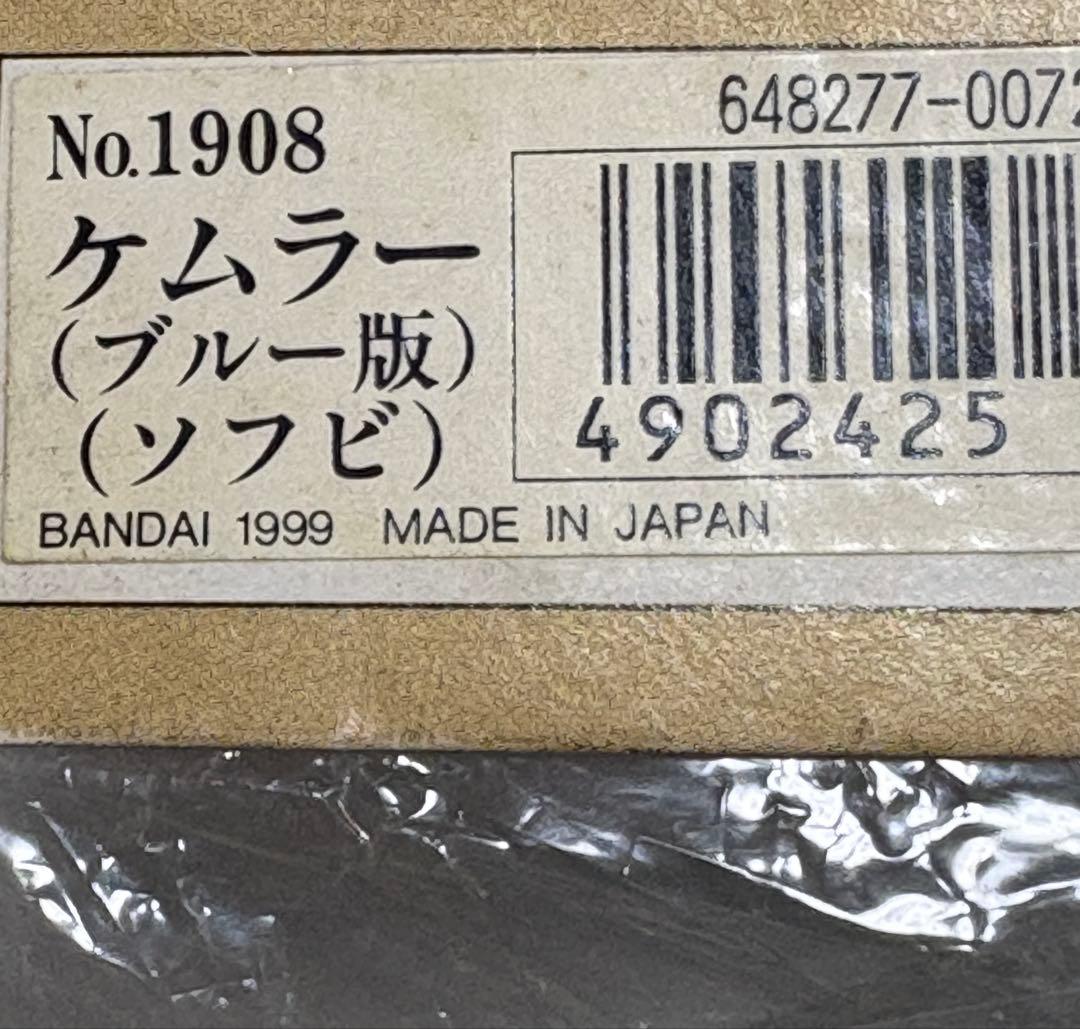 No.1908
ケムラー
(ブルー版)
(ソフビ)
BANDAI 1999 MADE IN JAPAN
648277-0072
4902425